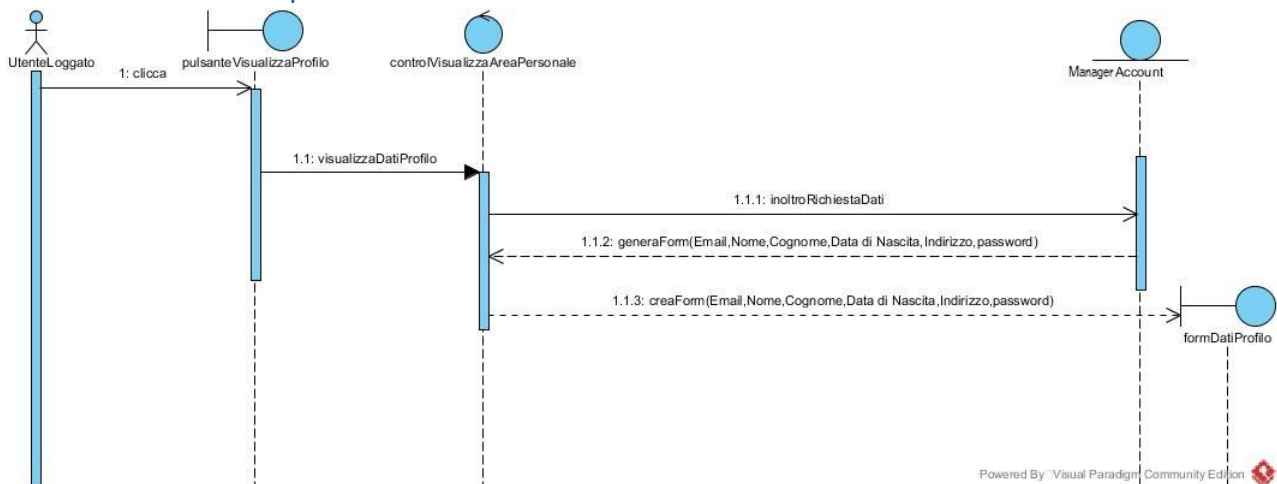 UtenteLoggato
pulsanteVisualizzaProfilo
controlVisualizzaAreaPersonale
Manager Account
1: clicca
1.1: visualizzaDatiProfilo
1.1.1: inoltroRichiestaDati
1.1.2: generaForm(Email,Nome,Cognome,Data di Nascita,Indirizzo,password)
1.1.3: creaForm(Email,Nome,Cognome,Data di Nascita,Indirizzo,password)
formDatiProfilo
Powered By Visual Paradigm Community Edition